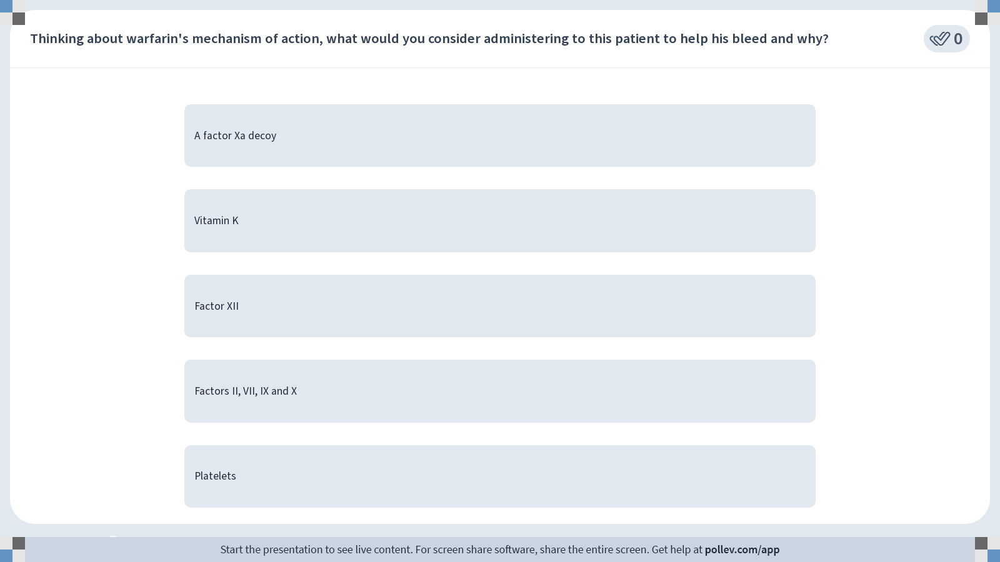 Thinking about warfarin's mechanism of action, what would you consider administering to this patient to help his bleed and why?
0
A factor Xa decoy
Vitamin K
Factor XII
Factors II, VII, IX and X
Platelets
Start the presentation to see live content. For screen share software, share the entire screen. Get help at pollev.com/app